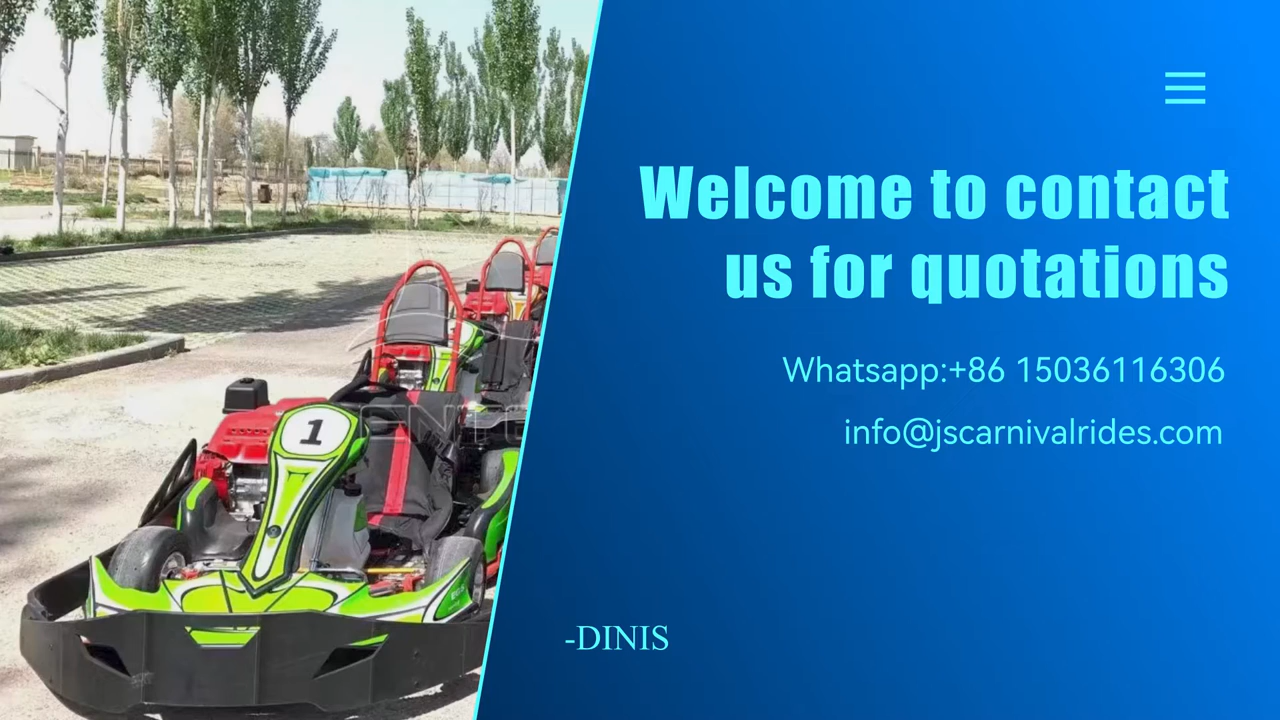 Welcome to contact
us for quotations
Whatsapp:+86 15036116306
info@jscarnivalrides.com
1
-DINIS